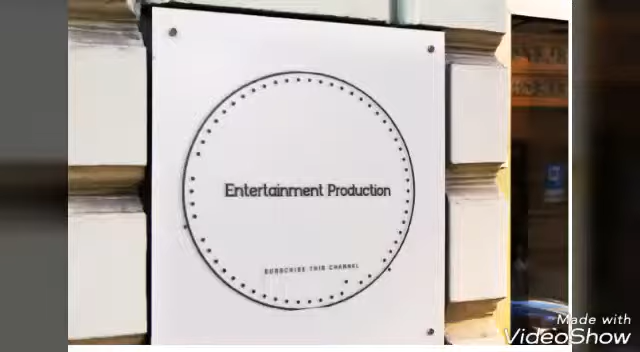 Entertainment Production
SUBSCRIBE THIS CHANNEL
Made with
VideoShow